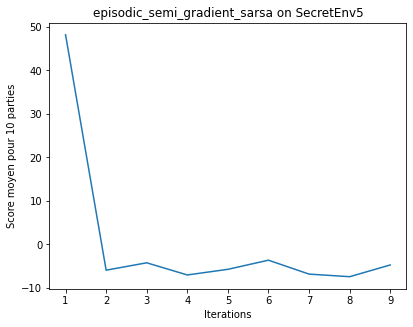 episodic_semi_gradient_sarsa on SecretEnv5
Score moyen pour 10 parties
50
40
30
20
10
0
−10
1 2 3 4 5 6 7 8 9
Iterations